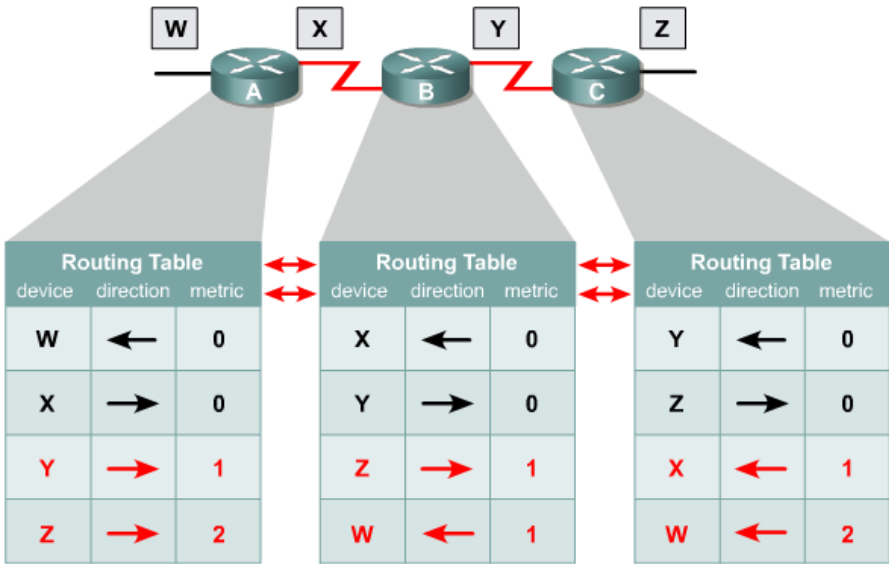 W X Y Z
A B C
Routing Table Routing Table Routing Table
device direction metric device direction metric device direction metric
W 0 X 0 Y 0
X 0 Y 0 Z 0
Y 1 Z 1 X 1
Z 2 W 1 W 2